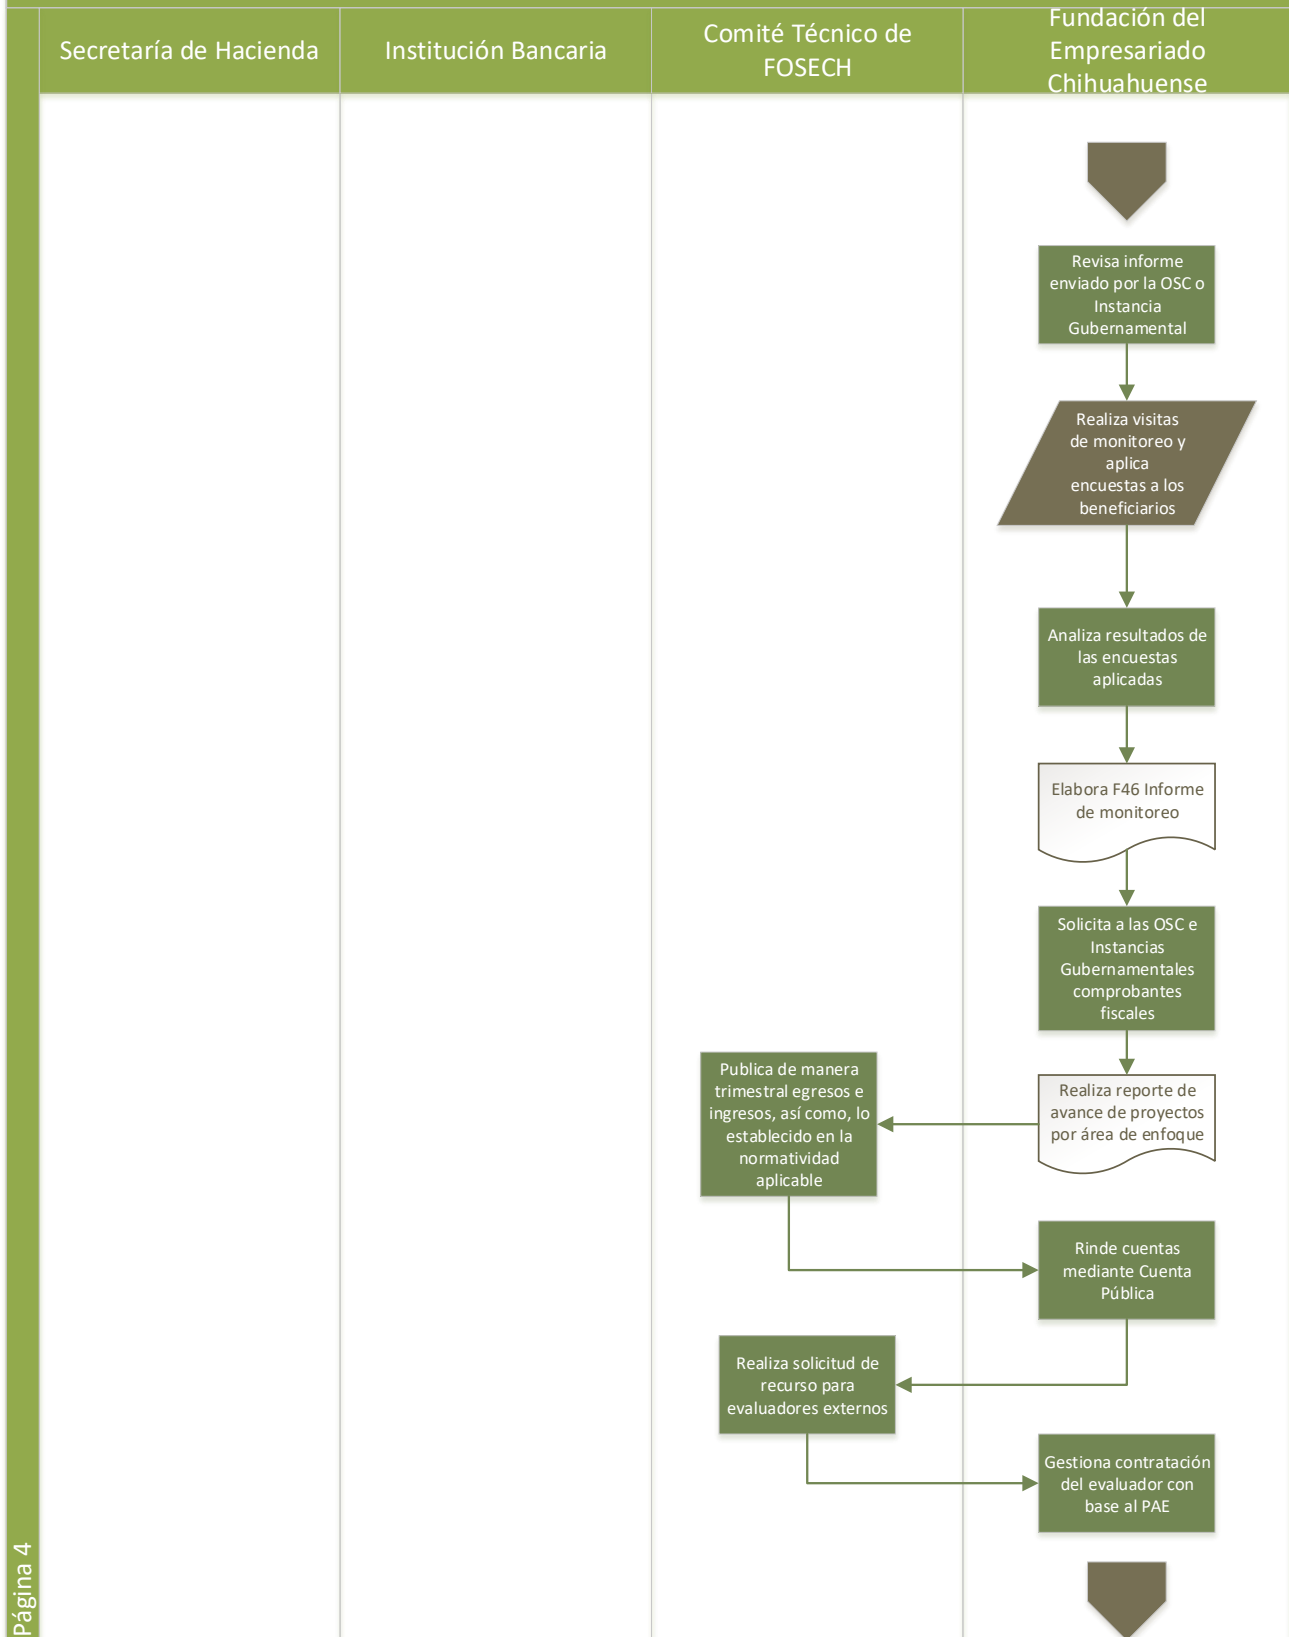 Secretaría de Hacienda
Institución Bancaria
Comité Técnico de
FOSECH
Fundación del
Empresariado
Chihuahuense
Revisa informe
enviado por la OSC o
Instancia
Gubernamental
Realiza visitas
de monitoreo y
aplica
encuestas a los
beneficiarios
Analiza resultados de
las encuestas
aplicadas
Elabora F46 Informe
de monitoreo
Solicita a las OSC e
Instancias
Gubernamentales
comprobantes
fiscales
Realiza reporte de
avance de proyectos
por área de enfoque
Publica de manera
trimestral egresos e
ingresos, así como, lo
establecido en la
normatividad
aplicable
Rinde cuentas
mediante Cuenta
Pública
Realiza solicitud de
recurso para
evaluadores externos
Gestiona contratación
del evaluador con
base al PAE
Página 4